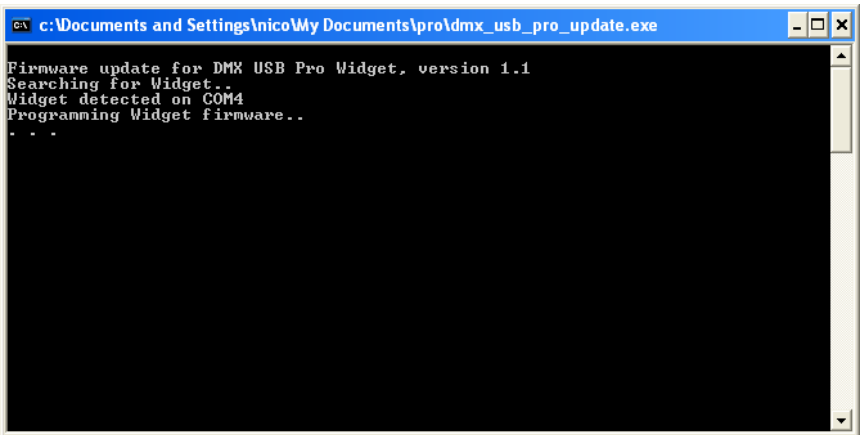 c:\Documents and Settings\nico\My Documents\pro\dmx_usb_pro_update.exe
Firmware update for DMX USB Pro Widget, version 1.1
Searching for Widget..
Widget detected on COM4
Programming Widget firmware..
. . .